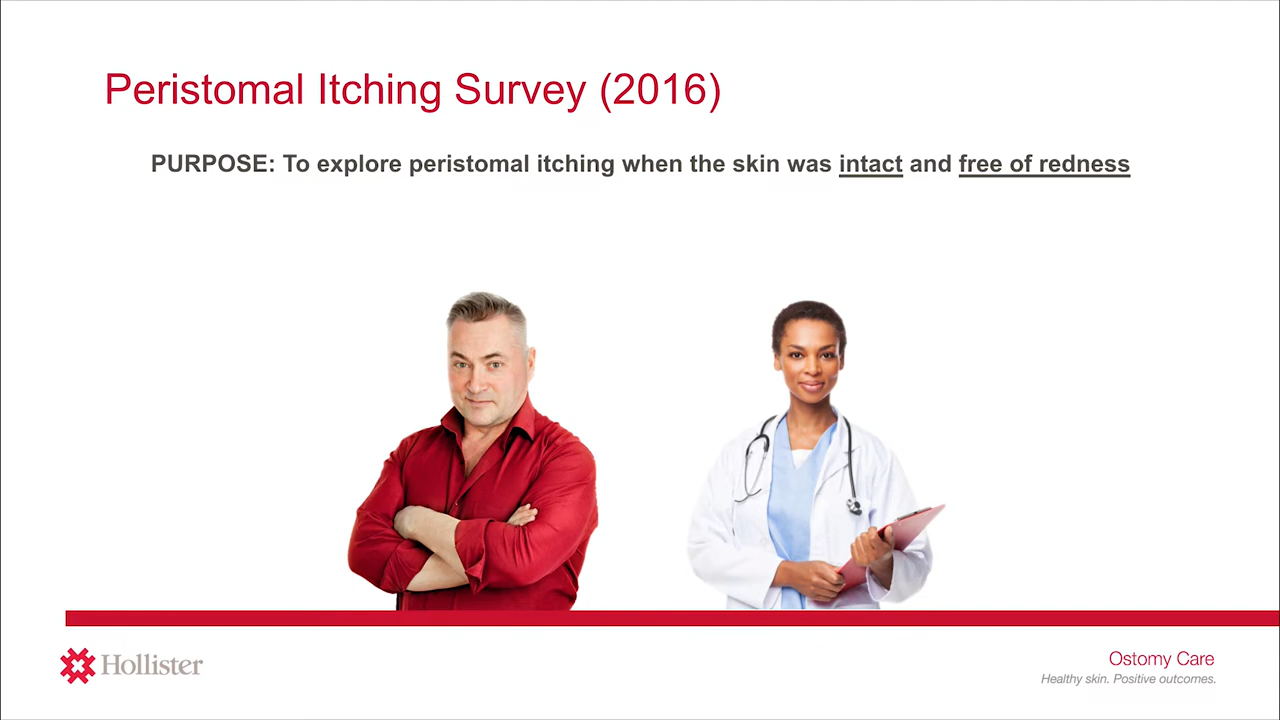 Peristomal Itching Survey (2016)
PURPOSE: To explore peristomal itching when the skin was intact and free of redness
Hollister
Ostomy Care
Healthy skin. Positive outcomes.